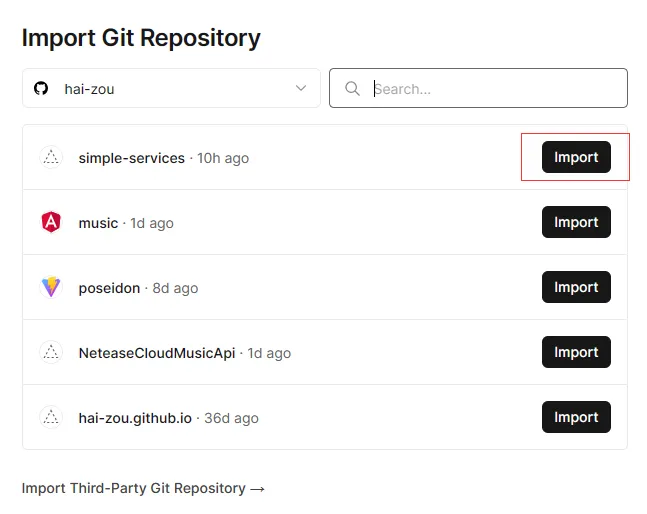 Import Git Repository
hai-zou
Search...
simple-services · 10h ago
Import
music · 1d ago
Import
poseidon · 8d ago
Import
NeteaseCloudMusicApi · 1d ago
Import
hai-zou.github.io · 36d ago
Import
Import Third-Party Git Repository →